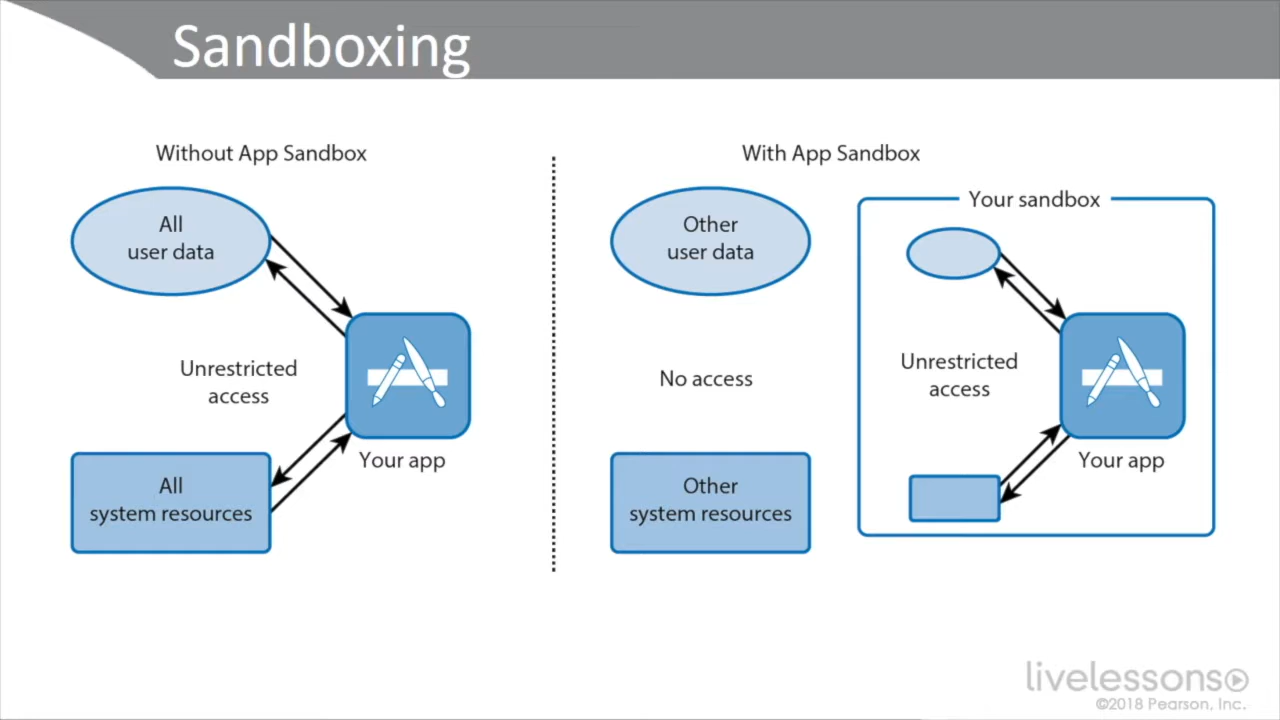 Sandboxing
Without App Sandbox
All
user data
Unrestricted
access
Your app
All
system resources
With App Sandbox
Other
user data
No access
Other
system resources
Your sandbox
Unrestricted
access
Your app
livelessons
©2018 Pearson, Inc.